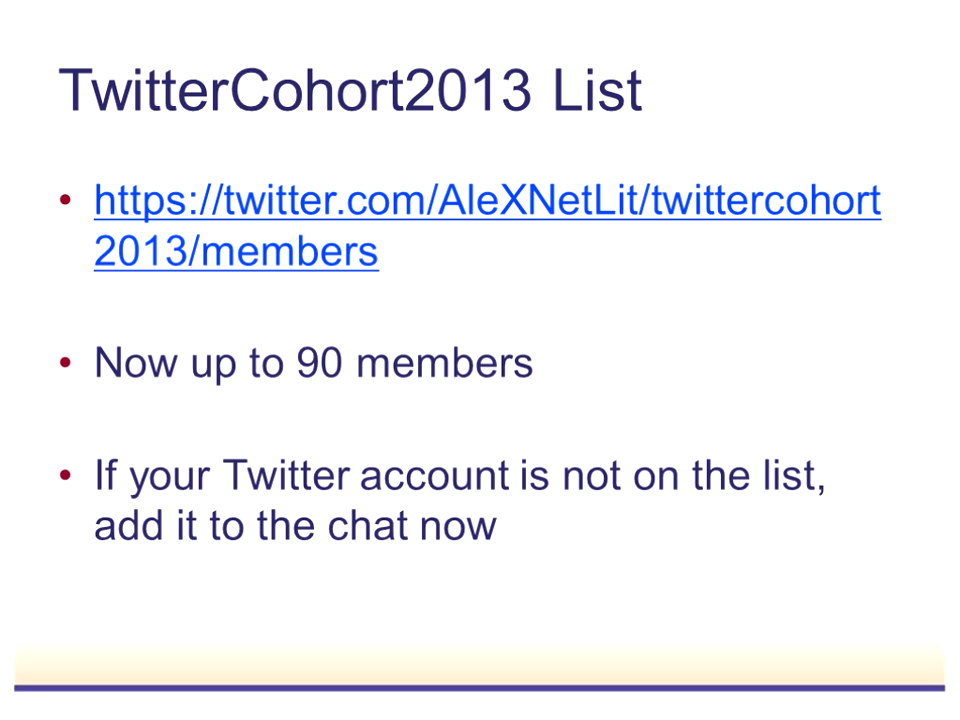 TwitterCohort2013 List
• https://twitter.com/AleXNetLit/twittercohort
2013/members
• Now up to 90 members
• If your Twitter account is not on the list,
add it to the chat now